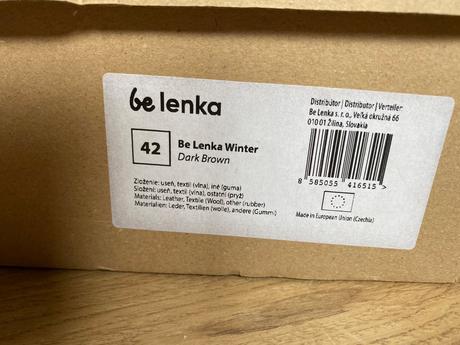 be lenka
42
Be Lenka Winter
Dark Brown
Zloženie: useň, textil (vlna), iné (guma)
Složení: useň, textil (vlna), ostatní (pryž)
Materials: Leather, Textile (Wool), other (rubber)
Materialien: Leder, Textilien (wolle), andere (Gummi)
Distribútor | Distributor | Verteiler:
Be Lenka s. r. o., Veľká okružná 66
010 01 Žilina, Slovakia
8 585055 416515 >
Made in European Union (Czechia)